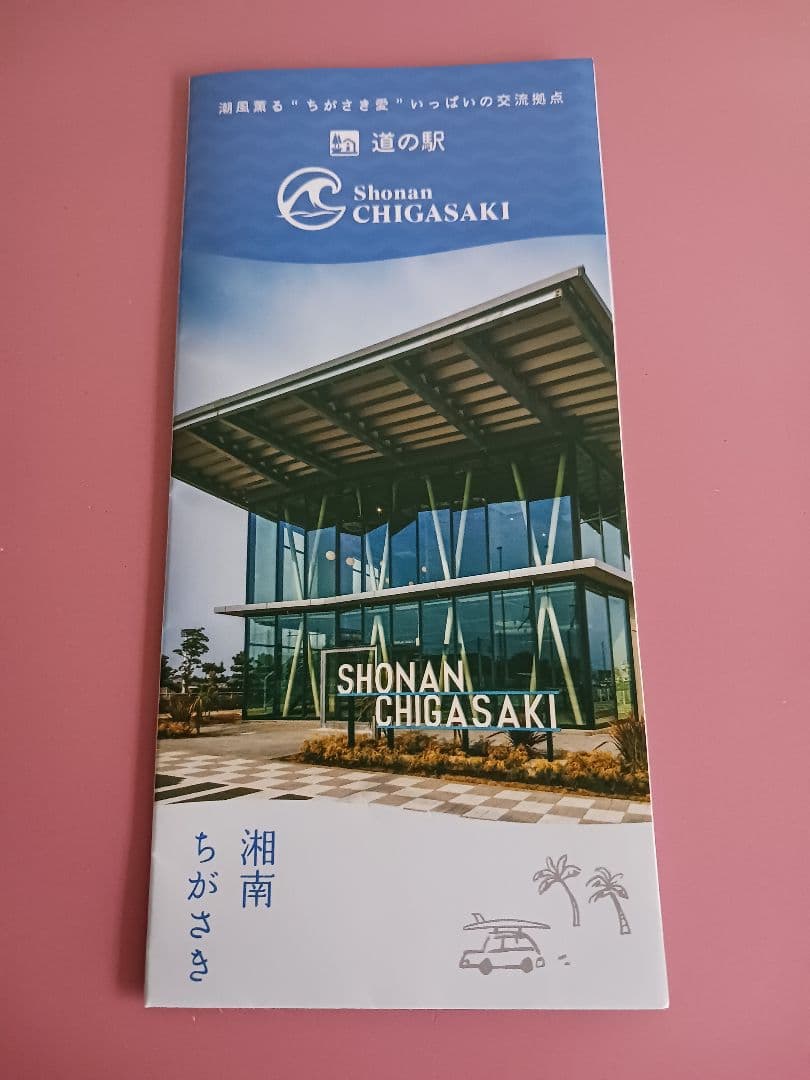 潮風薫る“ちがさき愛”いっぱいの交流拠点
道の駅
Shonan
CHIGASAKI
SHONAN
CHIGASAKI
湘南
ちがさき